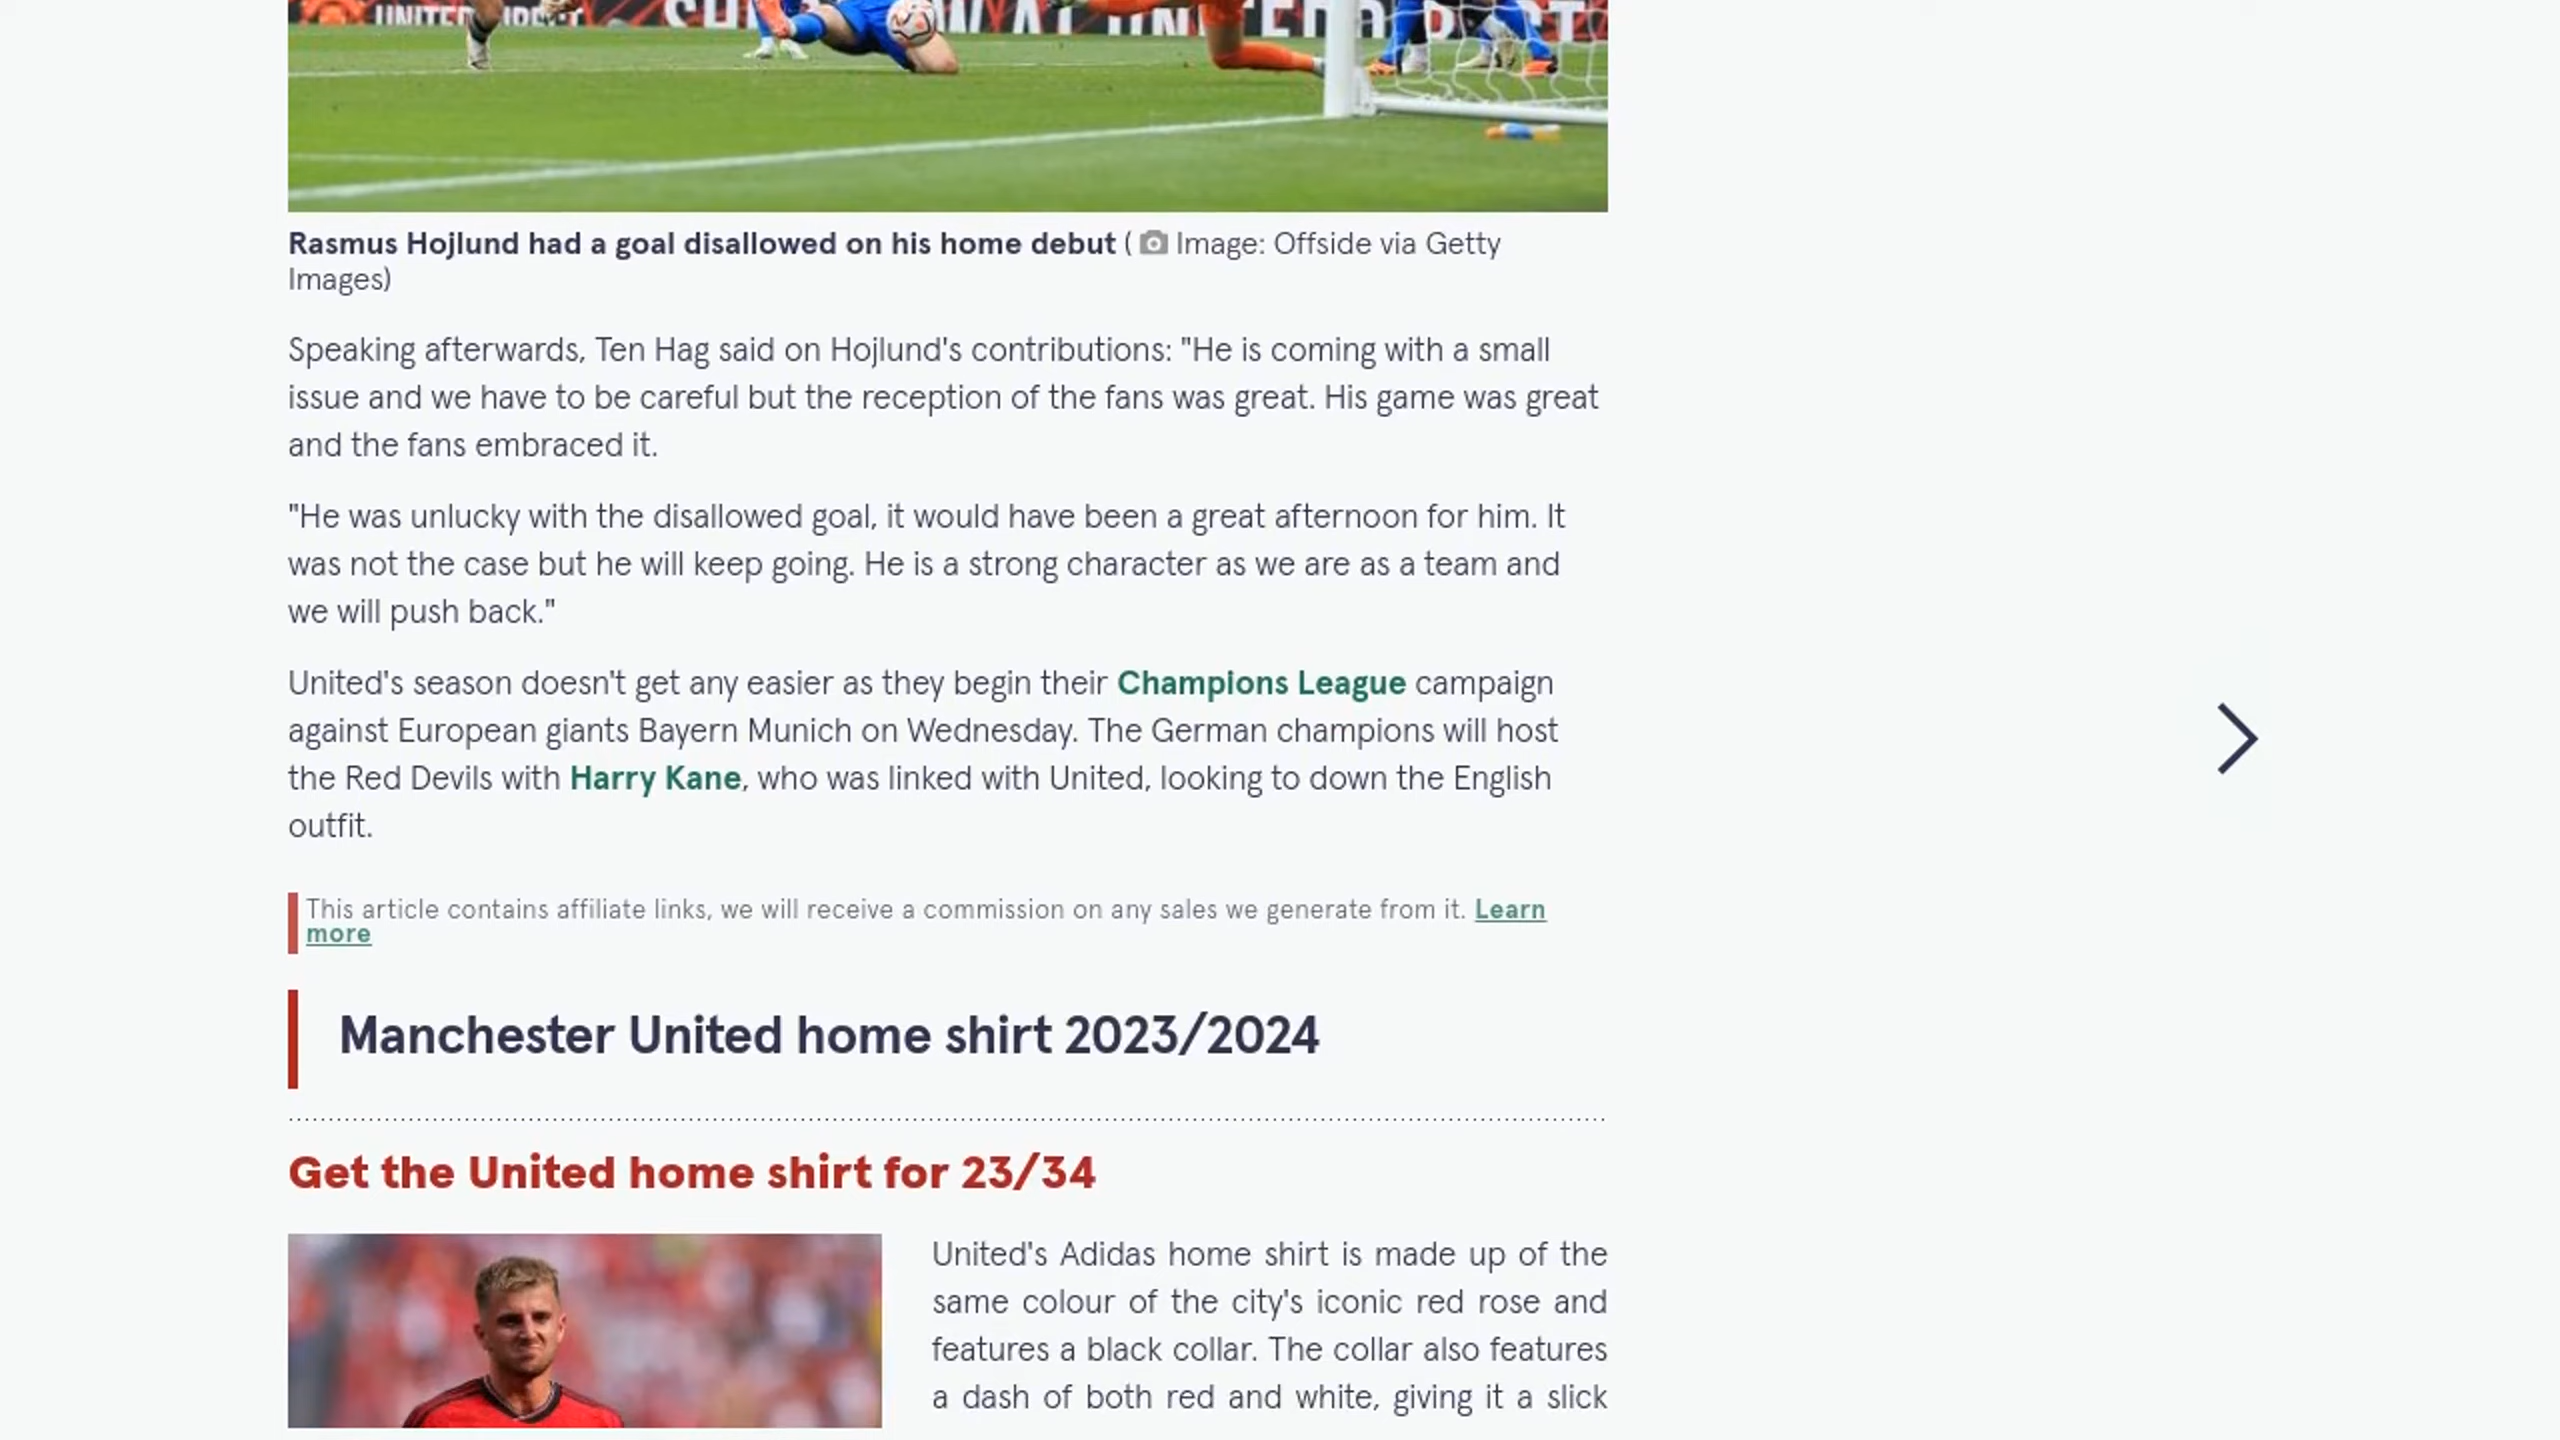 UNITED DIRECT
Rasmus Hojlund had a goal disallowed on his home debut ( Image: Offside via Getty
Images)
Speaking afterwards, Ten Hag said on Hojlund's contributions: "He is coming with a small
issue and we have to be careful but the reception of the fans was great. His game was great
and the fans embraced it.
"He was unlucky with the disallowed goal, it would have been a great afternoon for him. It
was not the case but he will keep going. He is a strong character as we are as a team and
we will push back."
United's season doesn't get any easier as they begin their Champions League campaign
against European giants Bayern Munich on Wednesday. The German champions will host
the Red Devils with Harry Kane, who was linked with United, looking to down the English
outfit.
This article contains affiliate links, we will receive a commission on any sales we generate from it. Learn
more
Manchester United home shirt 2023/2024
Get the United home shirt for 23/34
United's Adidas home shirt is made up of the
same colour of the city's iconic red rose and
features a black collar. The collar also features
a dash of both red and white, giving it a slick